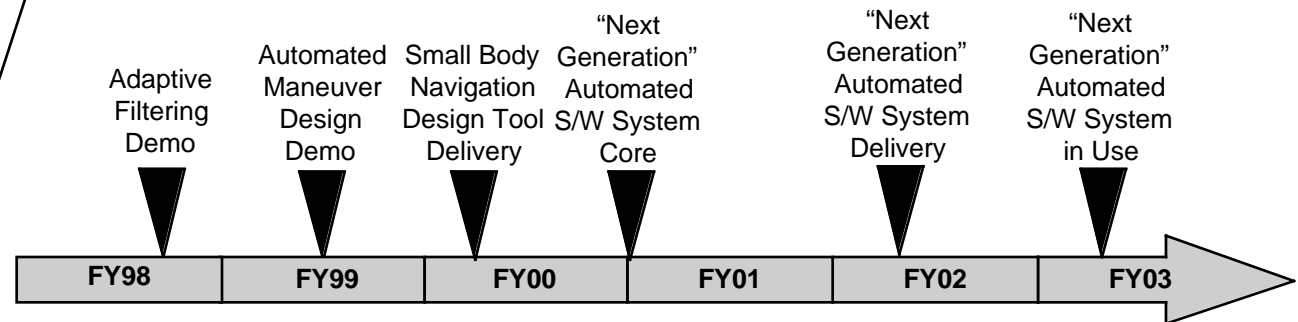 Adaptive
Filtering
Demo
Automated
Maneuver
Design
Demo
Small Body
Navigation
Design Tool
Delivery
“Next
Generation”
Automated
S/W System
Core
“Next
Generation”
Automated
S/W System
Delivery
“Next
Generation”
Automated
S/W System
in Use
FY98
FY99
FY00
FY01
FY02
FY03